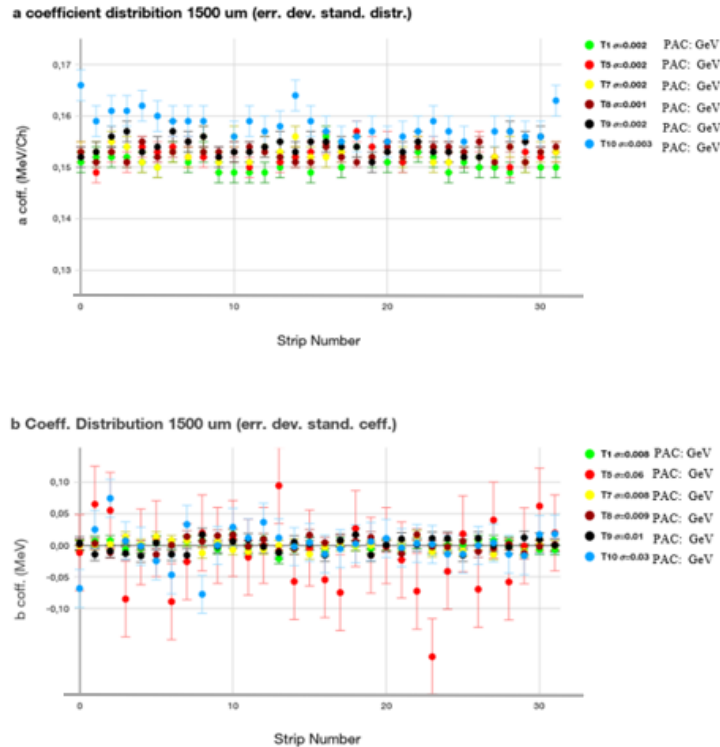 a coefficient distribition 1500 um (err. dev. stand. distr.)
T1 σ=0.002 PAC: GeV
T5 σ=0.002 PAC: GeV
T7 σ=0.002 PAC: GeV
T8 σ=0.001 PAC: GeV
T9 σ=0.002 PAC: GeV
T10 σ=0.003 PAC: GeV
0,17
0,16
0,15
0,14
0,13
a coff. (MeV/Ch)
0
10
20
30
Strip Number
b Coeff. Distribution 1500 um (err. dev. stand. ceff.)
T1 σ=0.008 PAC: GeV
T5 σ=0.06 PAC: GeV
T7 σ=0.008 PAC: GeV
T8 σ=0.009 PAC: GeV
T9 σ=0.01 PAC: GeV
T10 σ=0.03 PAC: GeV
0,10
0,05
0,00
-0,05
-0,10
b coff. (MeV)
0
10
20
30
Strip Number